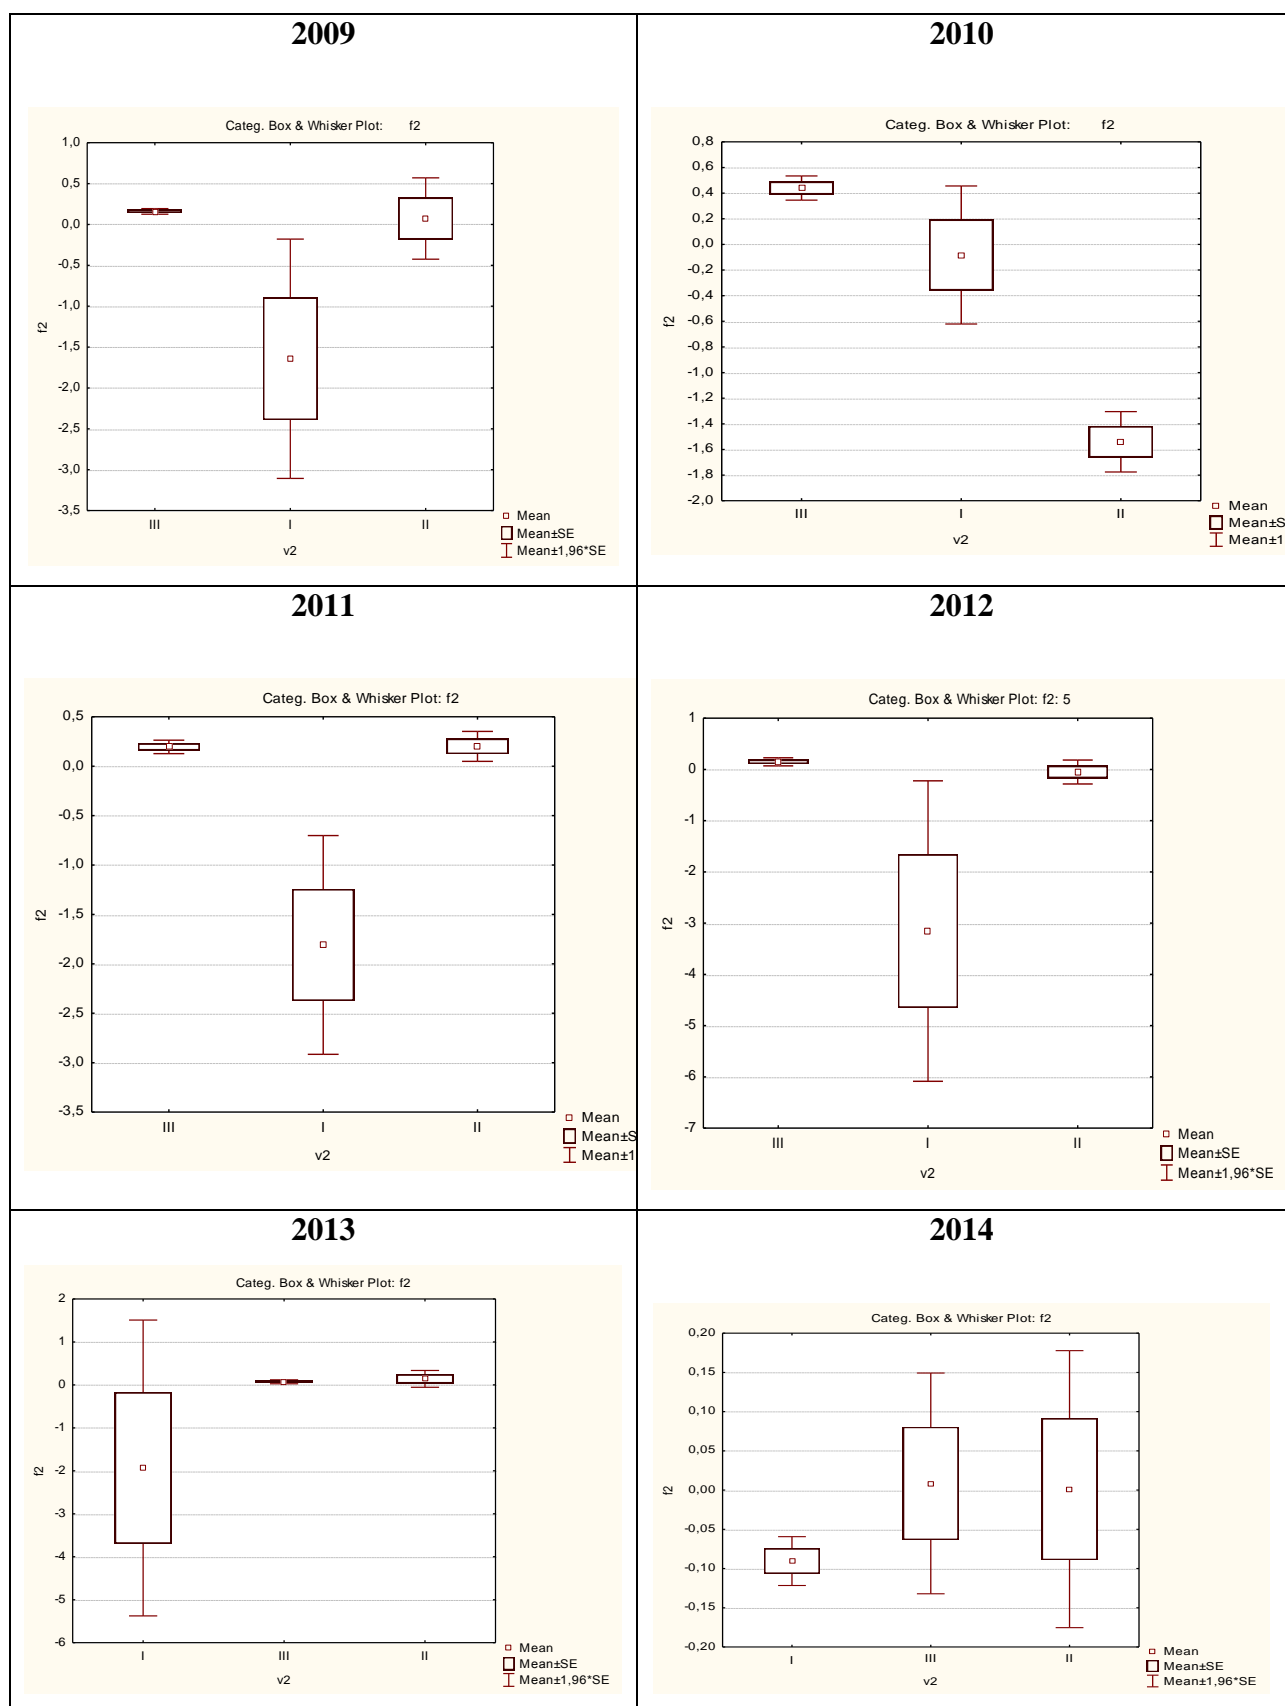 2009
Categ. Box & Whisker Plot: f2
1,0
0,5
0,0
-0,5
-1,0
-1,5
-2,0
-2,5
-3,0
-3,5
f2
III I II
v2
Mean
Mean±SE
Mean±1,96*SE
2010
Categ. Box & Whisker Plot: f2
0,8
0,6
0,4
0,2
0,0
-0,2
-0,4
-0,6
-0,8
-1,0
-1,2
-1,4
-1,6
-1,8
-2,0
f2
III I II
v2
Mean
Mean±S
Mean±1
2011
Categ. Box & Whisker Plot: f2
0,5
0,0
-0,5
-1,0
-1,5
-2,0
-2,5
-3,0
-3,5
f2
III I II
v2
Mean
Mean±S
Mean±1
2012
Categ. Box & Whisker Plot: f2: 5
1
0
-1
-2
-3
-4
-5
-6
-7
f2
III I II
v2
Mean
Mean±SE
Mean±1,96*SE
2013
Categ. Box & Whisker Plot: f2
2
1
0
-1
-2
-3
-4
-5
-6
f2
I III II
v2
Mean
Mean±SE
Mean±1,96*SE
2014
Categ. Box & Whisker Plot: f2
0,20
0,15
0,10
0,05
0,00
-0,05
-0,10
-0,15
-0,20
f2
I III II
v2
Mean
Mean±SE
Mean±1,96*SE